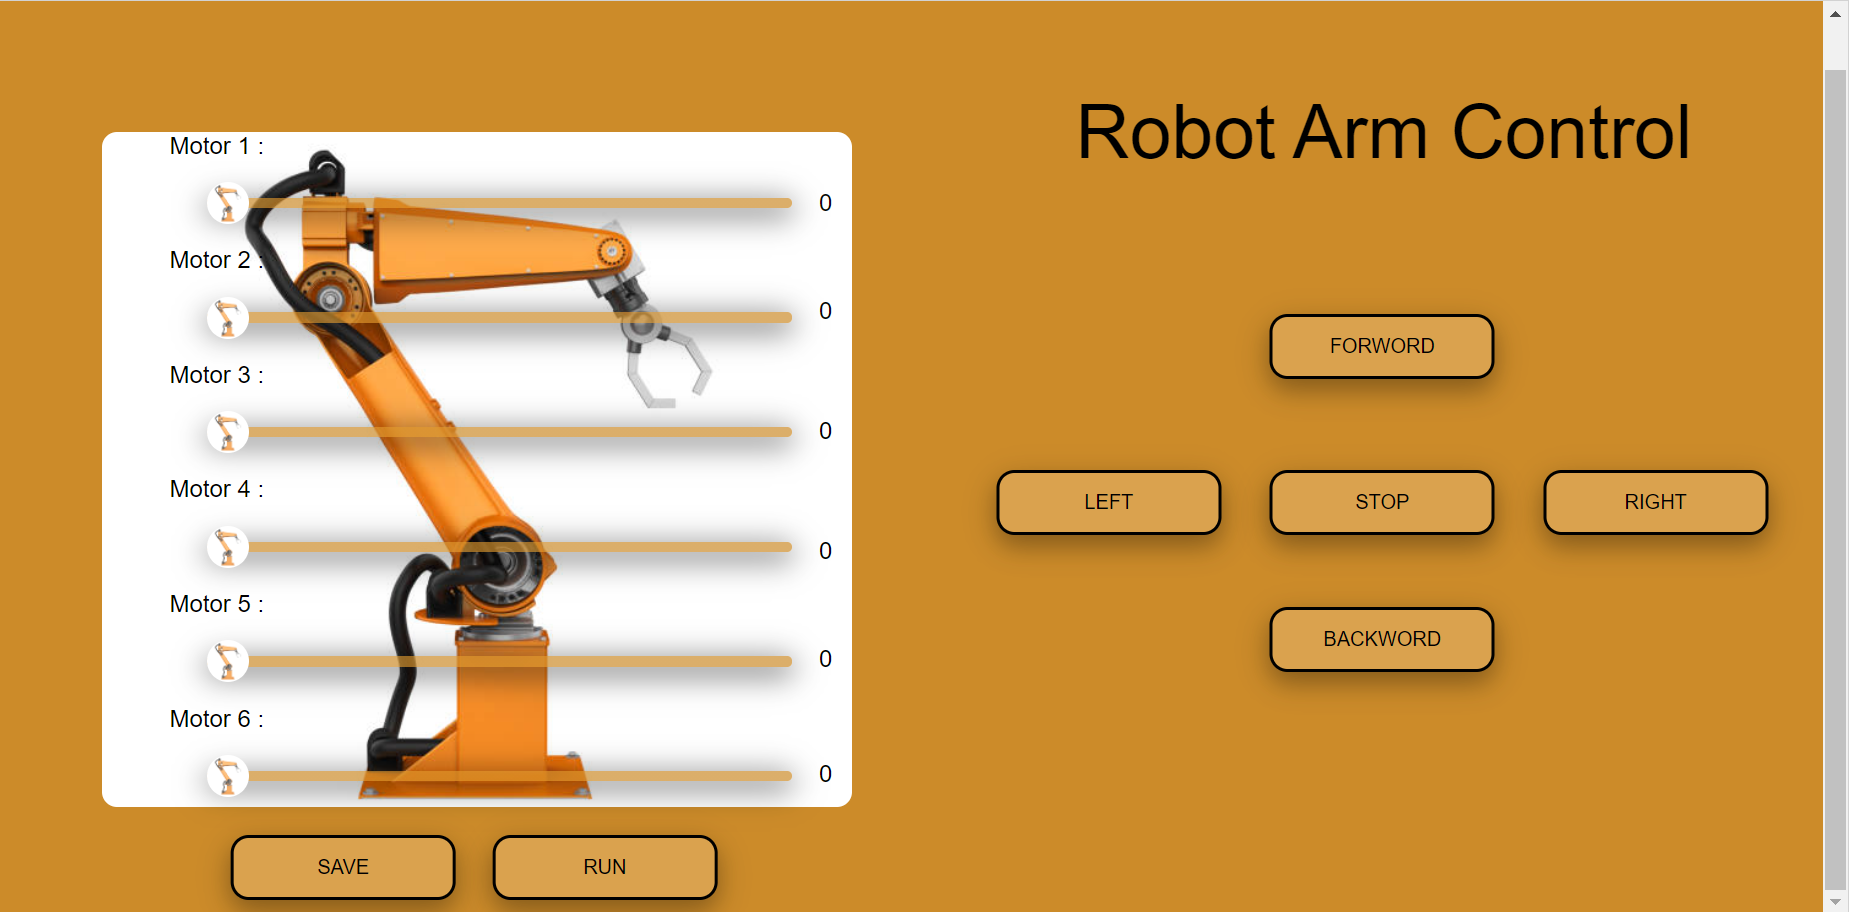 Robot Arm Control
Motor 1 :
0
Motor 2 :
0
Motor 3 :
0
Motor 4 :
0
Motor 5 :
0
Motor 6 :
0
SAVE
RUN
FORWORD
LEFT
STOP
RIGHT
BACKWORD